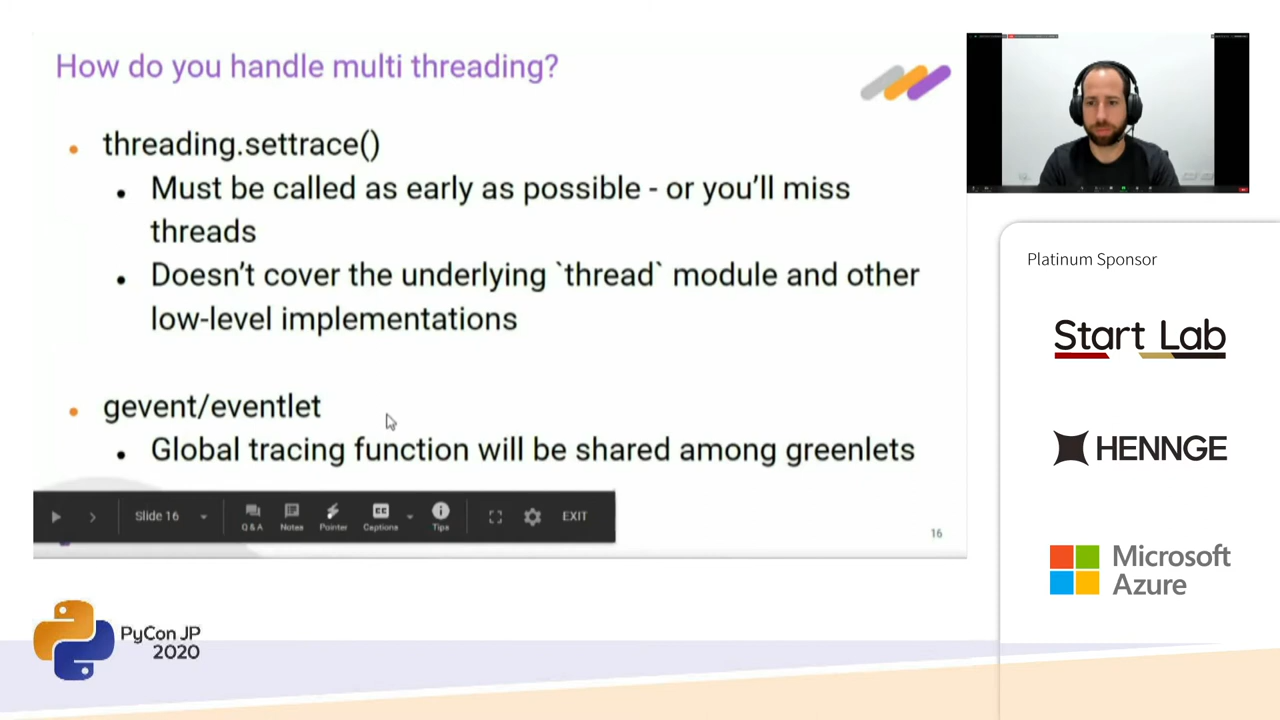 How do you handle multi threading?
threading.settrace()
Must be called as early as possible - or you'll miss
threads
Doesn't cover the underlying `thread` module and other
low-level implementations
gevent/eventlet
Global tracing function will be shared among greenlets
Slide 16
Q & A
Notes
Pointer
Captions
Tips
EXIT
16
Platinum Sponsor
Start Lab
HENNGE
Microsoft
Azure
PyCon JP
2020